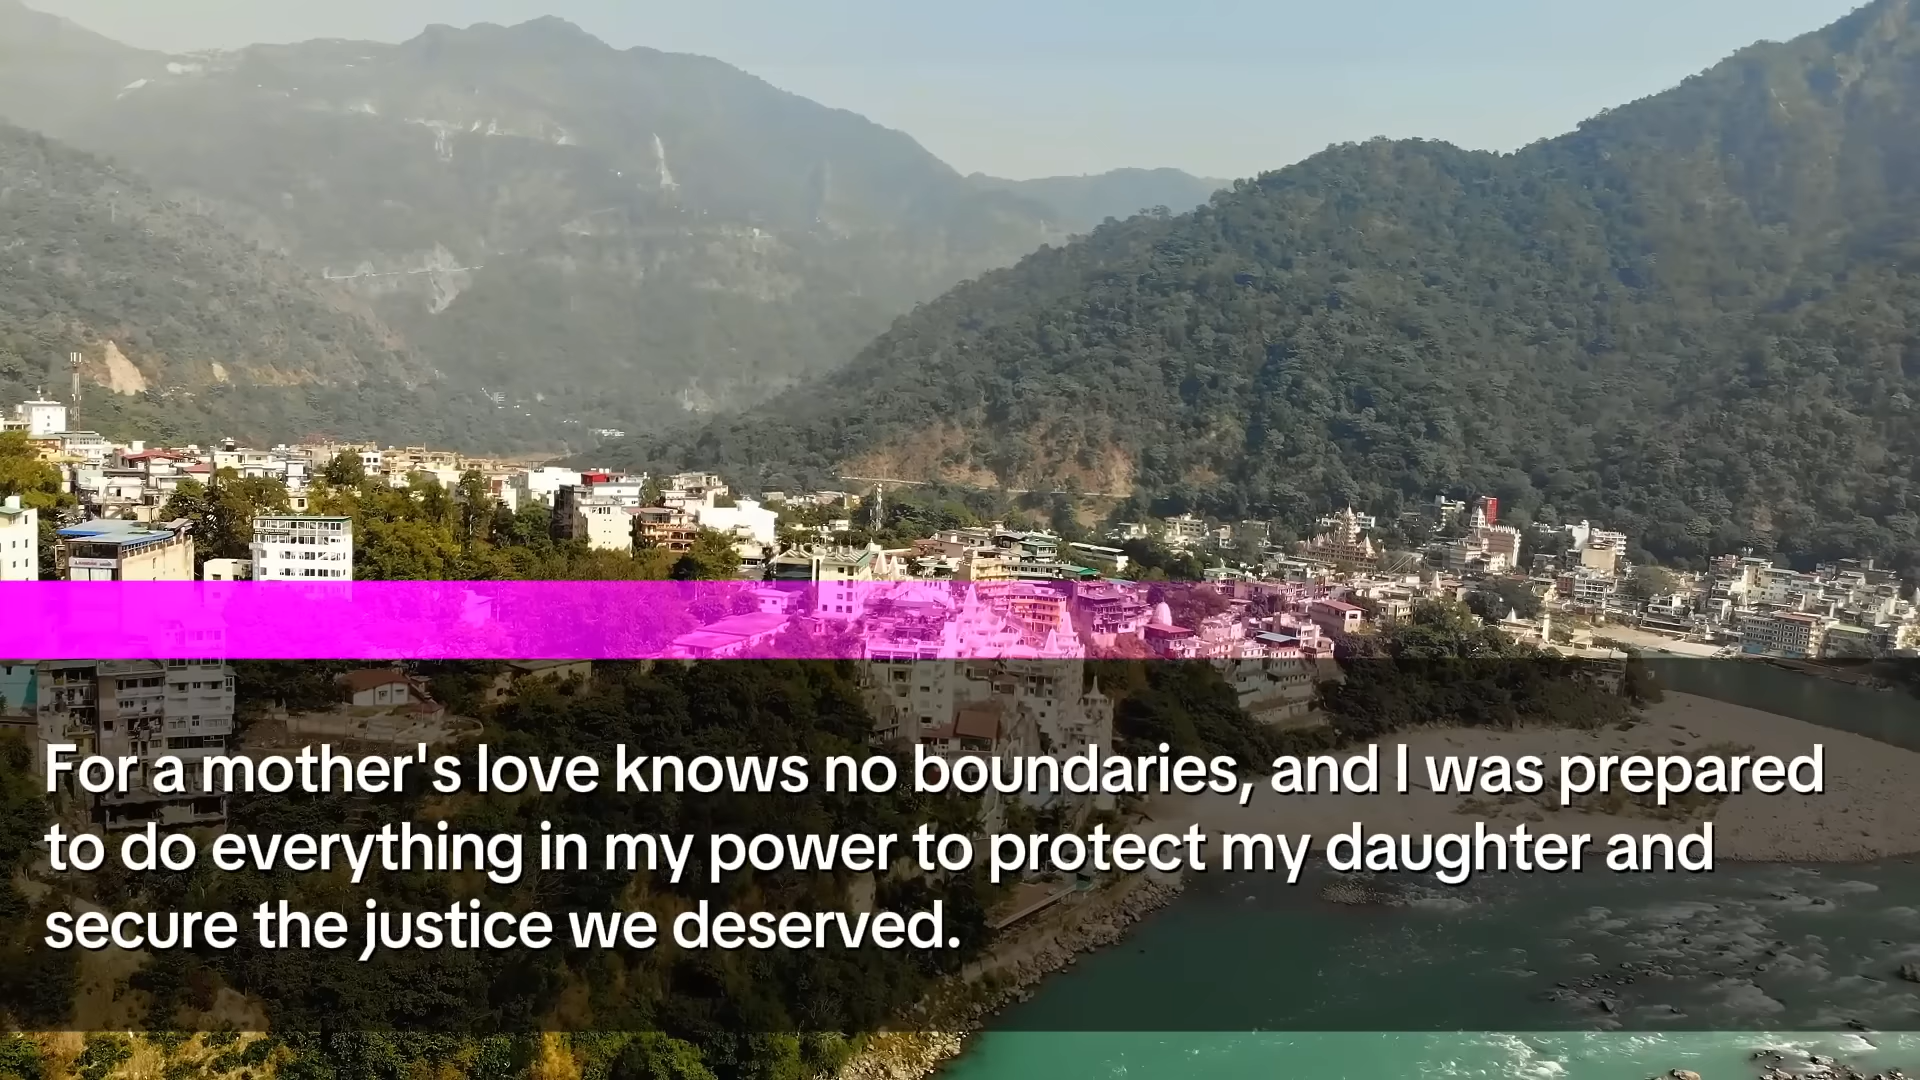 For a mother's love knows no boundaries, and I was prepared
to do everything in my power to protect my daughter and
secure the justice we deserved.